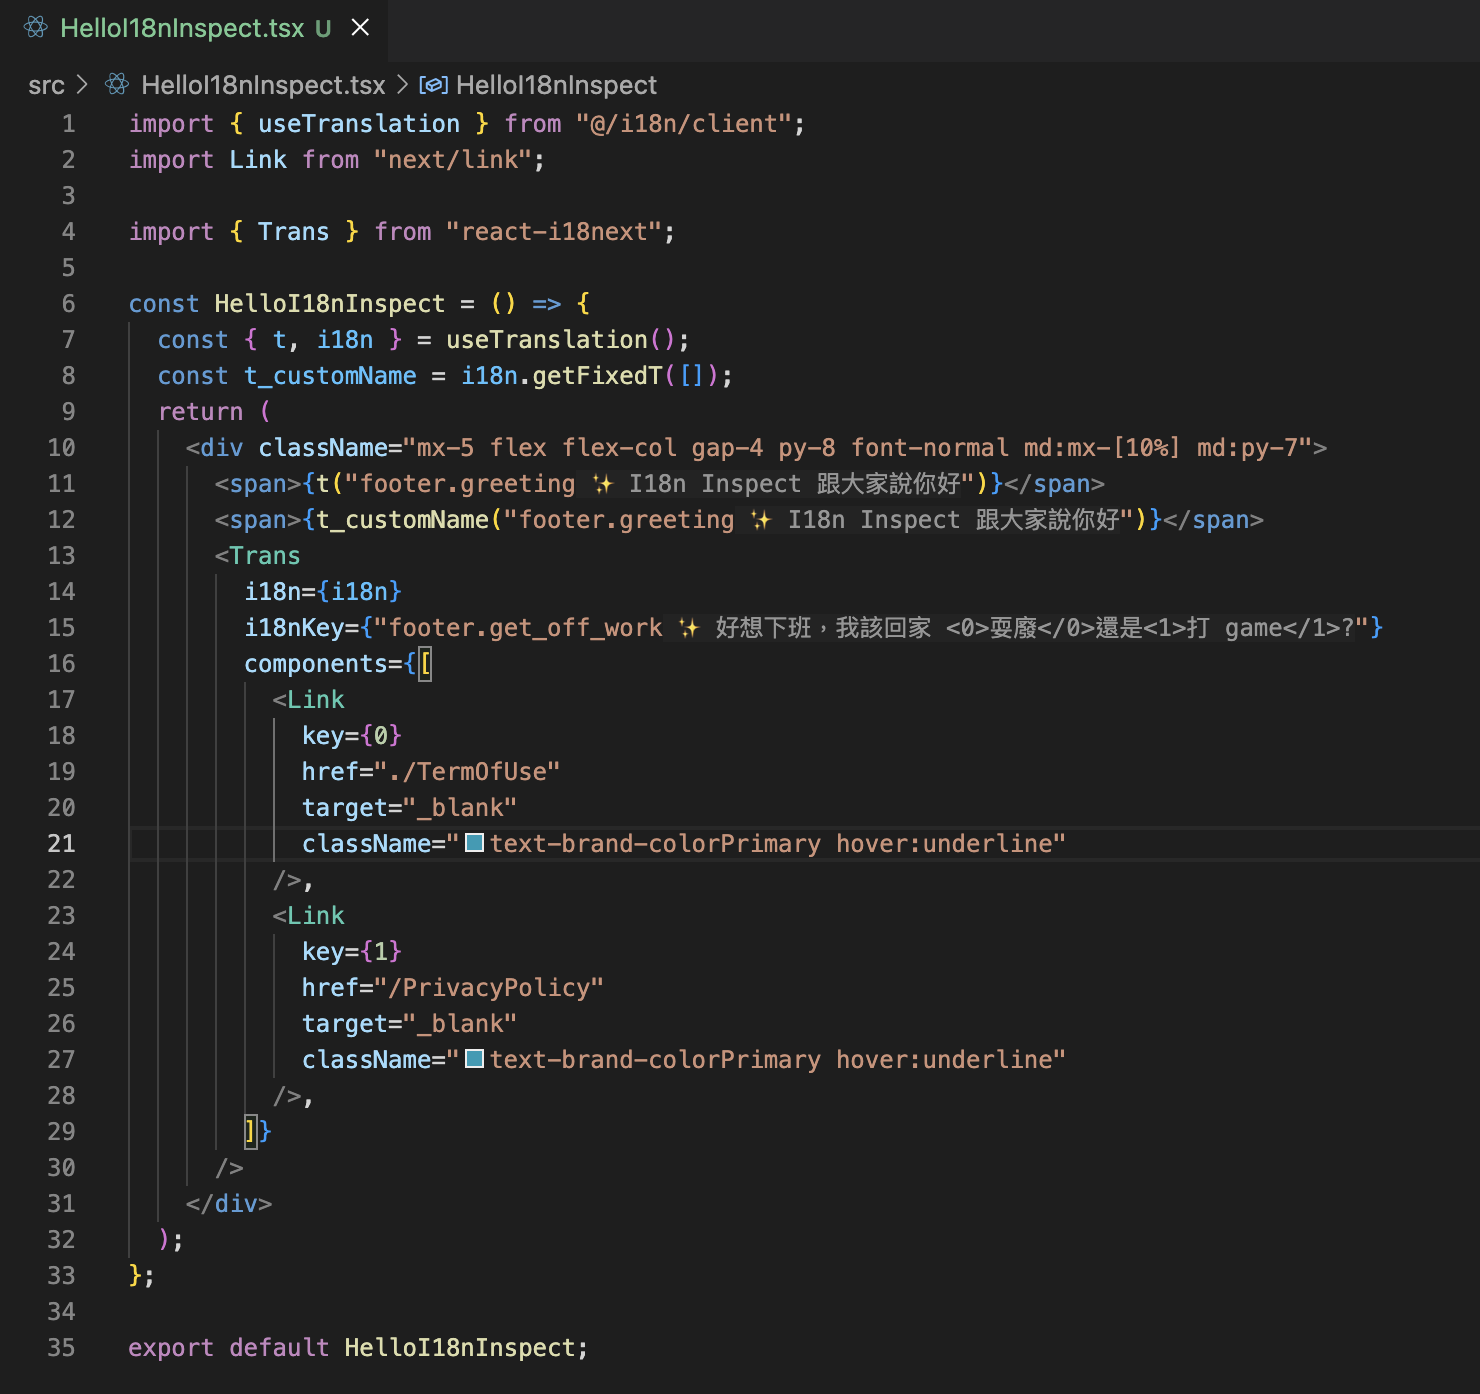 HelloI18nInspect.tsx U
src > HelloI18nInspect.tsx > HelloI18nInspect
1 import { useTranslation } from "@/i18n/client";
2 import Link from "next/link";
3
4 import { Trans } from "react-i18next";
5
6 const HelloI18nInspect = () => {
7   const { t, i18n } = useTranslation();
8   const t_customName = i18n.getFixedT([]);
9   return (
10     <div className="mx-5 flex flex-col gap-4 py-8 font-normal md:mx-[10%] md:py-7">
11       <span>{t("footer.greeting ✨ I18n Inspect 跟大家說你好")}</span>
12       <span>{t_customName("footer.greeting ✨ I18n Inspect 跟大家說你好")}</span>
13       <Trans
14         i18n={i18n}
15         i18nKey={"footer.get_off_work ✨ 好想下班，我該回家 <0>耍廢</0>還是<1>打 game</1>?"}
16         components={[
17           <Link
18             key={0}
19             href="./TermOfUse"
20             target="_blank"
21             className="text-brand-colorPrimary hover:underline"
22           />,
23           <Link
24             key={1}
25             href="/PrivacyPolicy"
26             target="_blank"
27             className="text-brand-colorPrimary hover:underline"
28           />,
29         ]}
30       />
31     </div>
32   );
33 };
34
35 export default HelloI18nInspect;